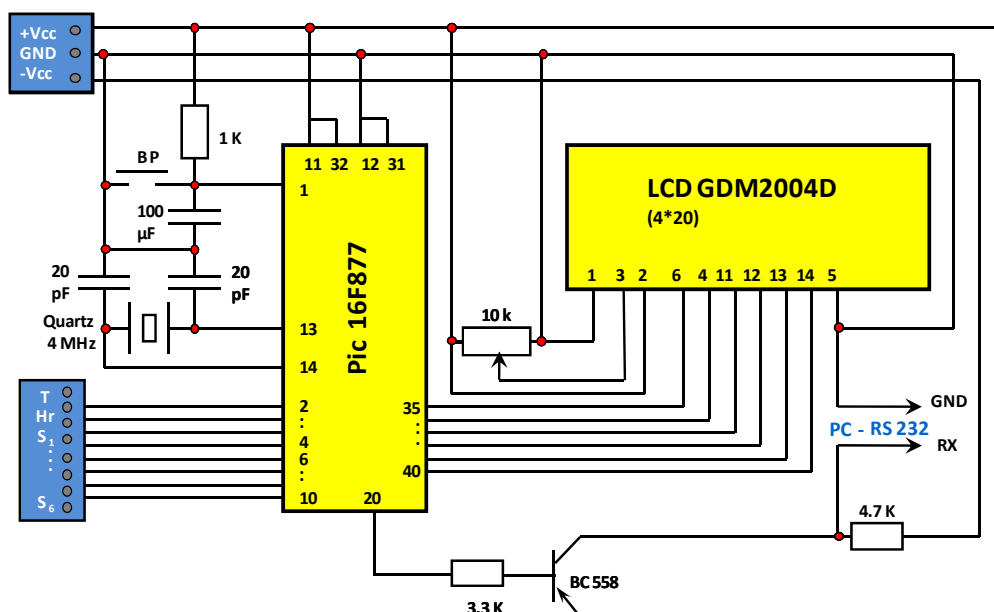 +Vcc
GND
-Vcc
1 K
BP
100
µF
20
pF
20
pF
Quartz
4 MHz
11 32 12 31
1
13
14
2
:
4
6
:
10
20
35
:
40
Pic 16F877
LCD GDM2004D
(4*20)
1 3 2 6 4 11 12 13 14 5
10 k
T
Hr
S1
:
:
S6
GND
PC - RS 232
RX
4.7 K
BC 558
3.3 K